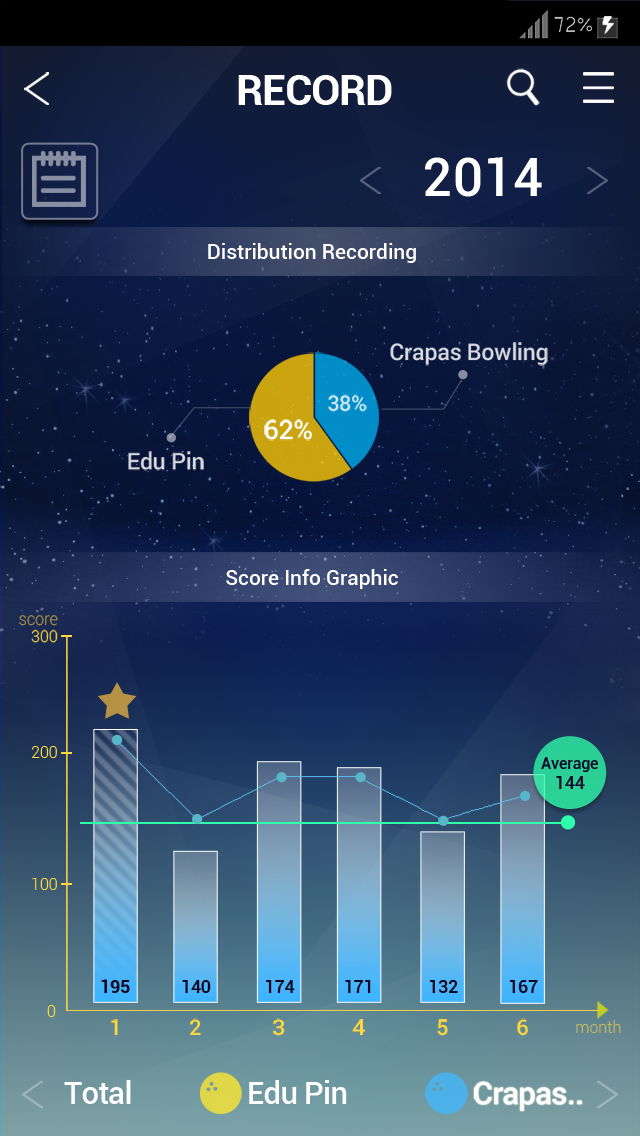 72%
RECORD
2014
Distribution Recording
Crapas Bowling
38%
62%
Edu Pin
Score Info Graphic
score
300
200
100
0
Average
144
195 140 174 171 132 167
1 2 3 4 5 6
month
Total Edu Pin Crapas..